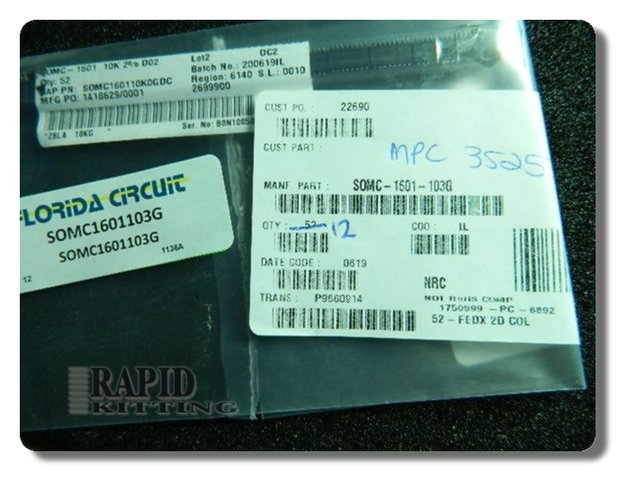 SOMC-1601 10K 2% D02
Qty: 52
SAP PN: SOMC160110K0GDC
MFG PO: 1418629/0001
Lot2 DC2
Batch No.: 200619IL
Region: 6140 S.L.: 0010
2699900
Ser. No: B0N10050
FLORIDA CIRCUIT
SOMC1601103G
SOMC1601103G
12 1136A
CUST PO.: 22690
CUST PART:
MPC 3525
MANF. PART: SOMC-1601-103G
QTY: 52 12 COO: IL
DATE CODE: 0619
NRC
TRANS: P9660914
NOT RoHS COMP
1750999-PC-6892
52-FEDX 2D COL
RAPID
KITTING